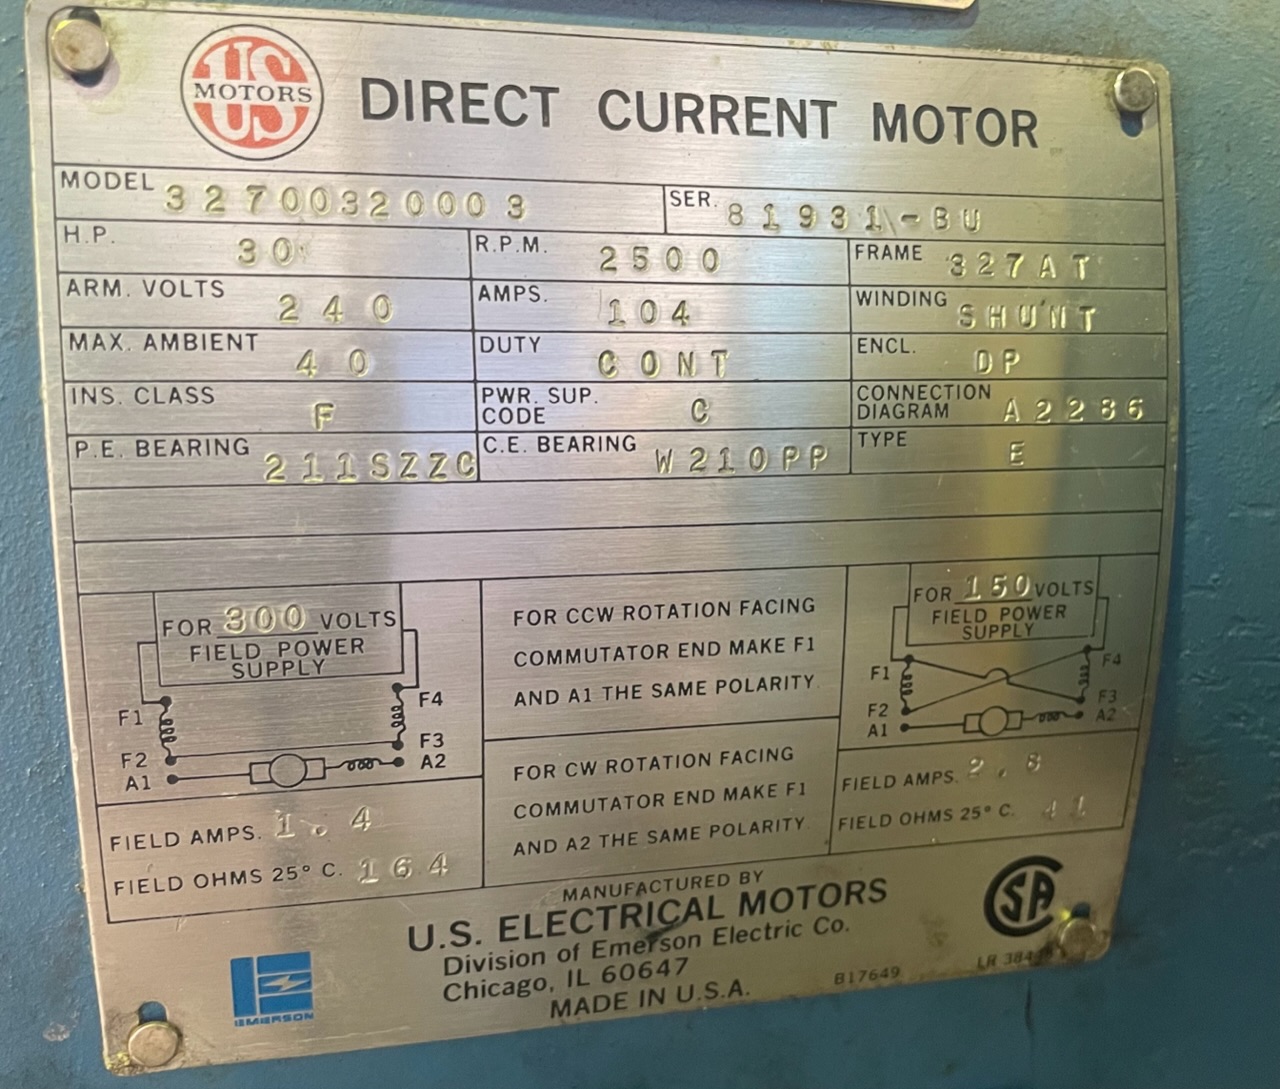 US MOTORS
DIRECT CURRENT MOTOR
MODEL 32700320003 SER. 81931-BU
H.P. 30 R.P.M. 2500 FRAME 327AT
ARM. VOLTS 240 AMPS. 104 WINDING SHUNT
MAX. AMBIENT 40 DUTY CONT ENCL. DP
INS. CLASS F PWR. SUP. CODE C CONNECTION DIAGRAM A2286
P.E. BEARING 211SZZC C.E. BEARING W210PP TYPE E
FOR 300 VOLTS
FIELD POWER
SUPPLY
F1
F4
F2
F3
A1
A2
FIELD AMPS. 1.4
FIELD OHMS 25° C. 164
FOR CCW ROTATION FACING
COMMUTATOR END MAKE F1
AND A1 THE SAME POLARITY
FOR CW ROTATION FACING
COMMUTATOR END MAKE F1
AND A2 THE SAME POLARITY
FOR 150 VOLTS
FIELD POWER
SUPPLY
F1
F4
F2
F3
A1
A2
FIELD AMPS. 2.8
FIELD OHMS 25° C. 41
MANUFACTURED BY
U.S. ELECTRICAL MOTORS
Division of Emerson Electric Co.
Chicago, IL 60647
MADE IN U.S.A.
EMERSON
B17649
SA
LR